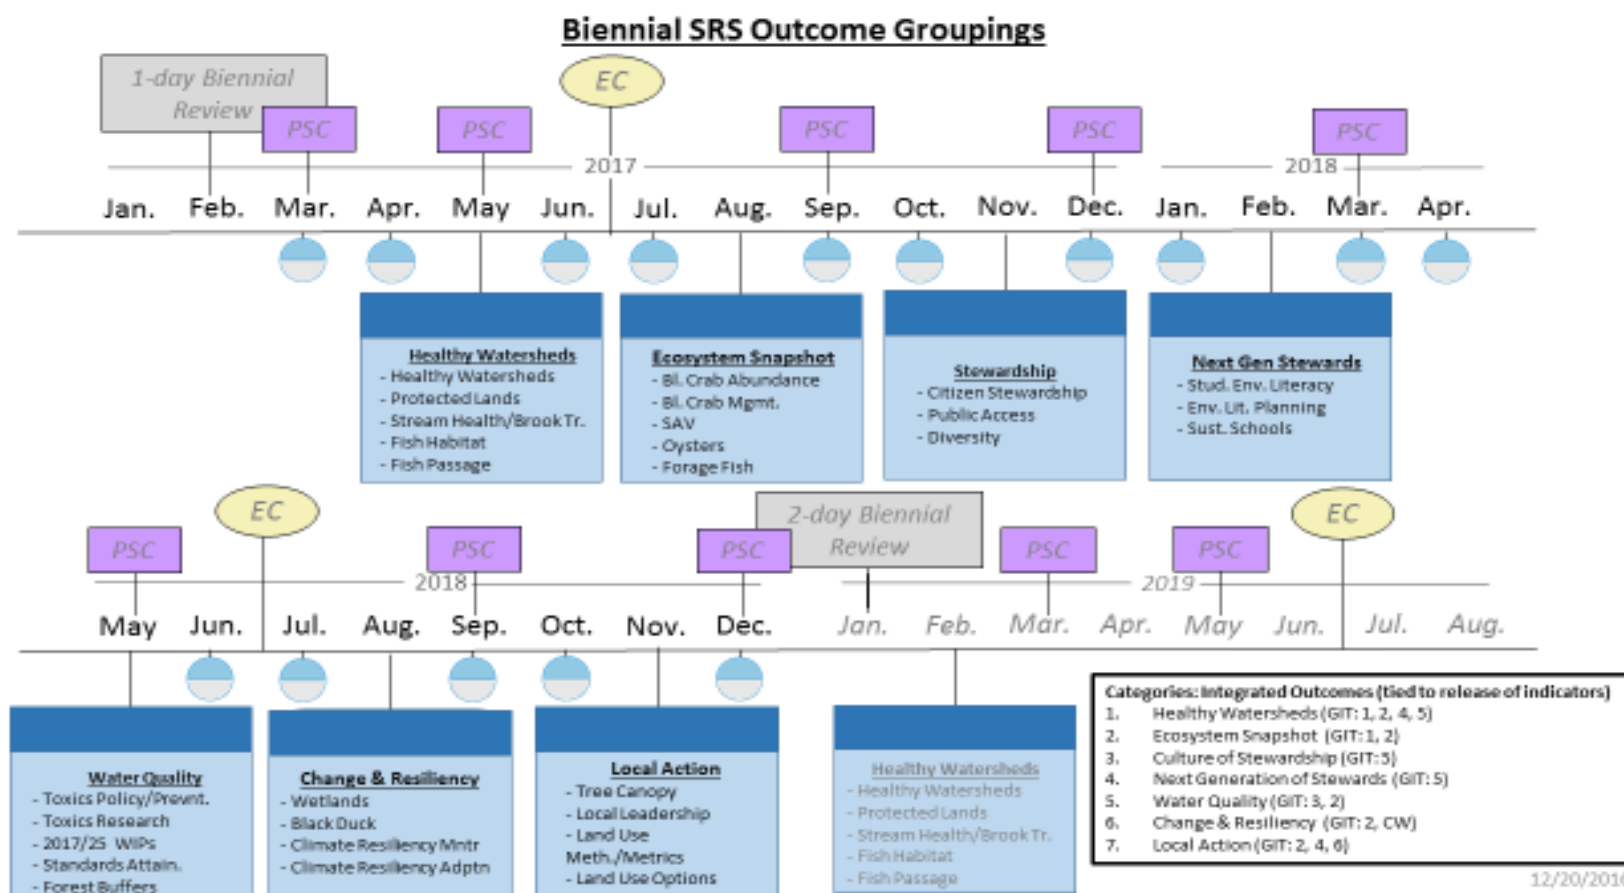 Biennial SRS Outcome Groupings
1-day Biennial
Review
EC
PSC
PSC
PSC
PSC
PSC
2017
2018
Jan. Feb. Mar. Apr. May Jun. Jul. Aug. Sep. Oct. Nov. Dec. Jan. Feb. Mar. Apr.
Healthy Watersheds
- Healthy Watersheds
- Protected Lands
- Stream Health/Brook Tr.
- Fish Habitat
- Fish Passage
Ecosystem Snapshot
- Bl. Crab Abundance
- Bl. Crab Mgmt.
- SAV
- Oysters
- Forage Fish
Stewardship
- Citizen Stewardship
- Public Access
- Diversity
Next Gen Stewards
- Stud. Env. Literacy
- Env. Lit. Planning
- Sust. Schools
EC
2-day Biennial
Review
EC
PSC
PSC
PSC
PSC
PSC
2018
2019
May Jun. Jul. Aug. Sep. Oct. Nov. Dec. Jan. Feb. Mar. Apr. May Jun. Jul. Aug.
Water Quality
- Toxics Policy/Prevnt.
- Toxics Research
- 2017/25 WIPs
- Standards Attain.
- Forest Buffers
Change & Resiliency
- Wetlands
- Black Duck
- Climate Resiliency Mntr
- Climate Resiliency Adptn
Local Action
- Tree Canopy
- Local Leadership
- Land Use
Meth./Metrics
- Land Use Options
Healthy Watersheds
- Healthy Watersheds
- Protected Lands
- Stream Health/Brook Tr.
- Fish Habitat
- Fish Passage
Categories: Integrated Outcomes (tied to release of indicators)
1. Healthy Watersheds (GIT: 1, 2, 4, 5)
2. Ecosystem Snapshot (GIT: 1, 2)
3. Culture of Stewardship (GIT: 5)
4. Next Generation of Stewards (GIT: 5)
5. Water Quality (GIT: 3, 2)
6. Change & Resiliency (GIT: 2, CW)
7. Local Action (GIT: 2, 4, 6)